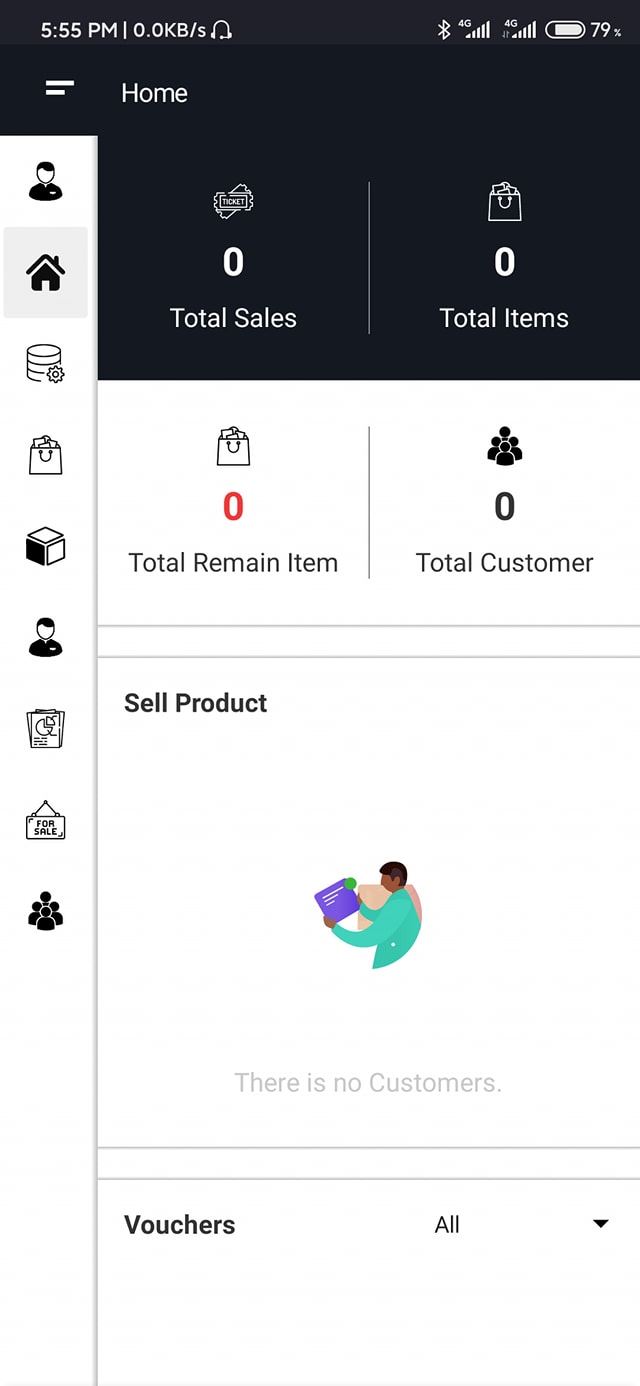 5:55 PM | 0.0KB/s 4G 4G 79%
Home
TICKET
0 0
Total Sales Total Items
0 0
Total Remain Item Total Customer
Sell Product
FOR
SALE
There is no Customers.
Vouchers All